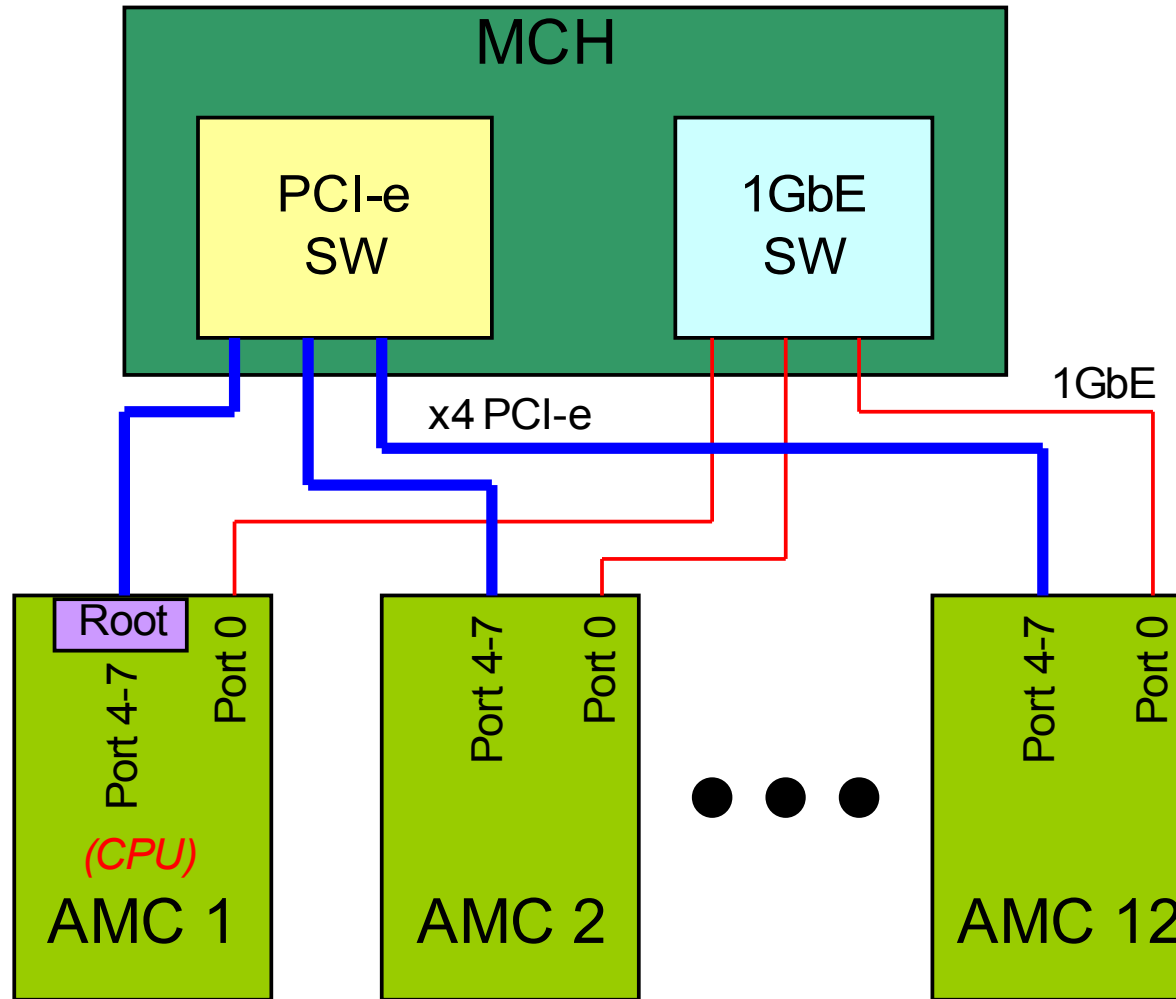 MCH
PCI-e
SW
1GbE
SW
x4 PCI-e
1GbE
Root
Port 4-7
Port 0
(CPU)
AMC 1
Port 4-7
Port 0
AMC 2
Port 4-7
Port 0
AMC 12